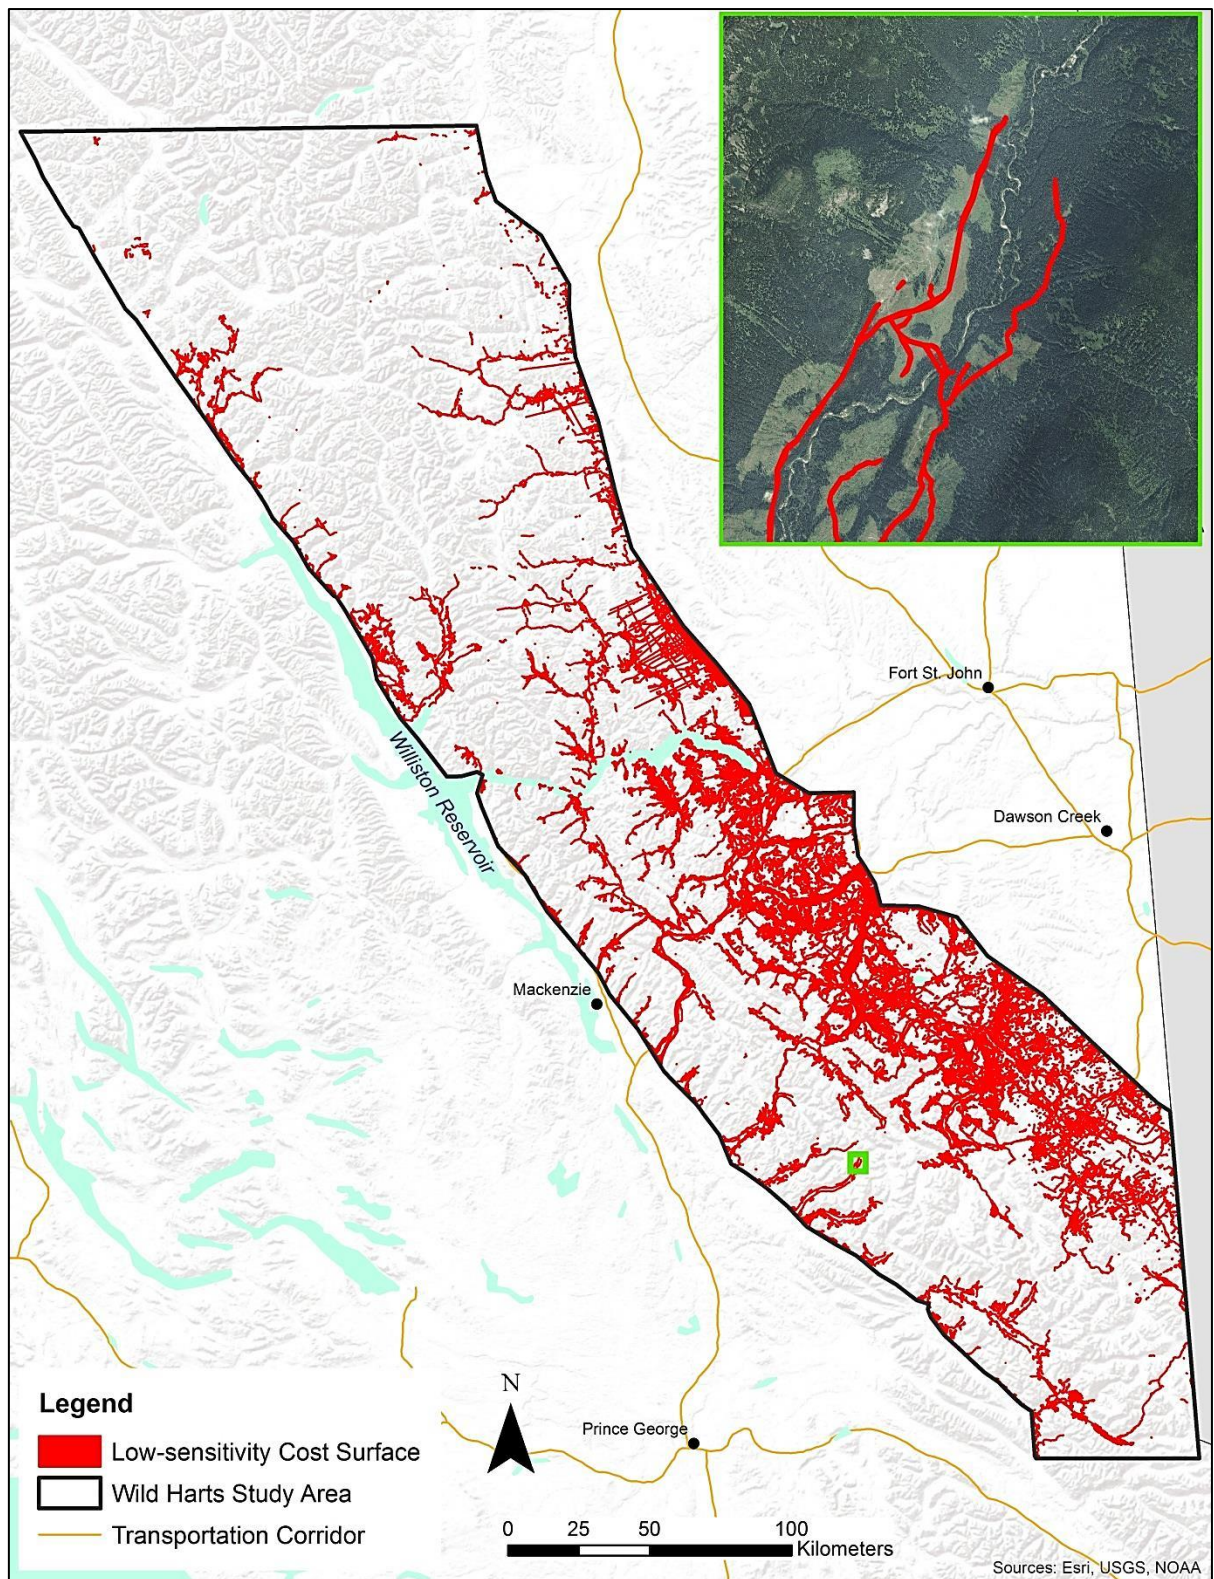 Fort St. John
Dawson Creek
Williston Reservoir
Mackenzie
Legend
Low-sensitivity Cost Surface
Wild Harts Study Area
Transportation Corridor
N
Prince George
0 25 50 100
Kilometers
Sources: Esri, USGS, NOAA